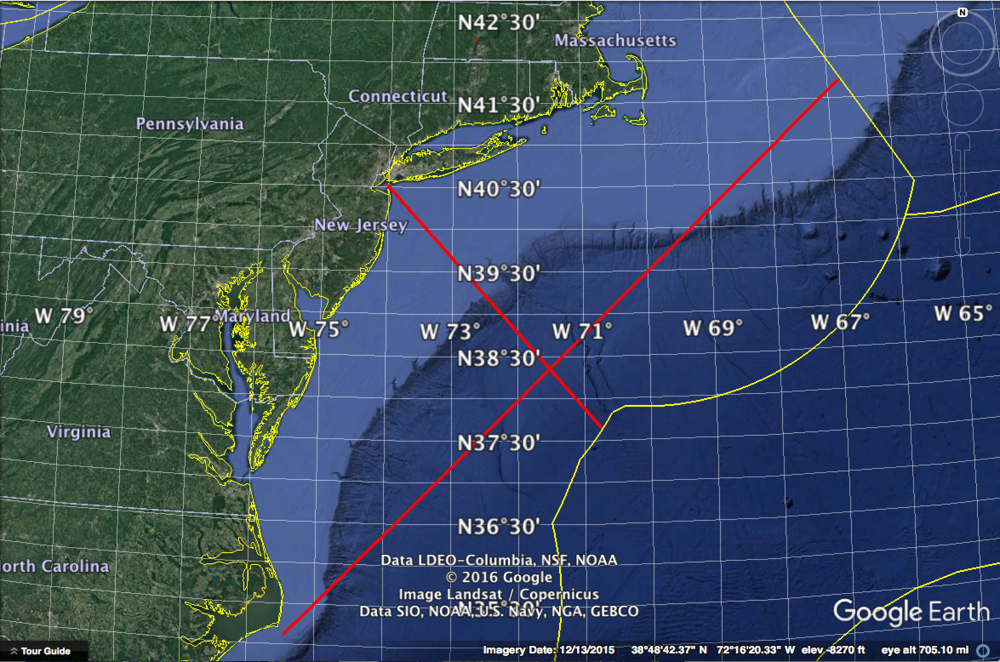 N
N42°30'
Massachusetts
Connecticut
N41°30'
Pennsylvania
N40°30'
New Jersey
N39°30'
W 79°
W 77°
Maryland
W 75°
W 73°
W 71°
W 69°
W 67°
W 65°
inia
N38°30'
Virginia
N37°30'
N36°30'
Data LDEO-Columbia, NSF, NOAA
orth Carolina
© 2016 Google
Image Landsat / Copernicus
N35°30'
Data SIO, NOAA, U.S. Navy, NGA, GEBCO
Google Earth
Tour Guide
Imagery Date: 12/13/2015 38°48'42.37" N 72°16'20.33" W elev -8270 ft eye alt 705.10 mi